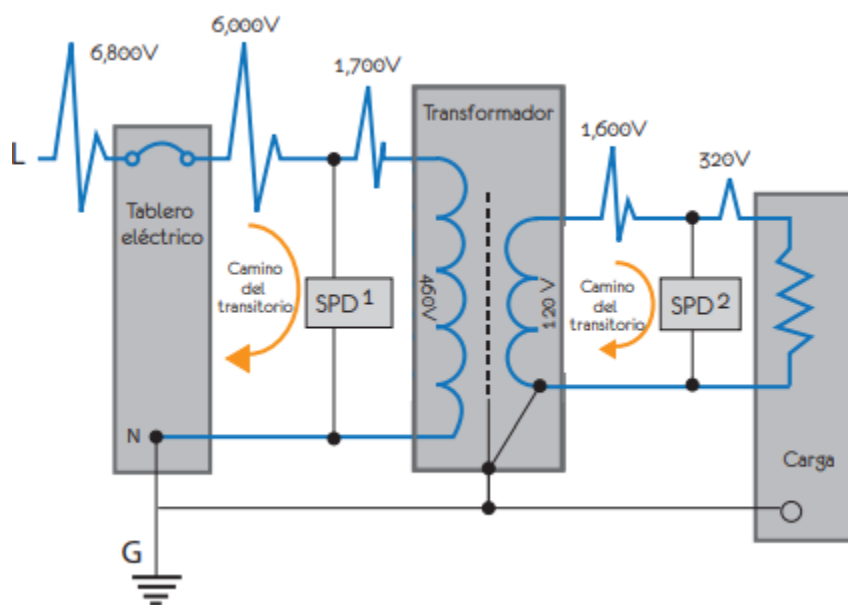 6,800V
6,000V
1,700V
Transformador
1,600V
320V
L
Tablero
eléctrico
Camino
del
transitorio
SPD 1
460V
120 V
Camino
del
transitorio
SPD 2
N
Carga
G